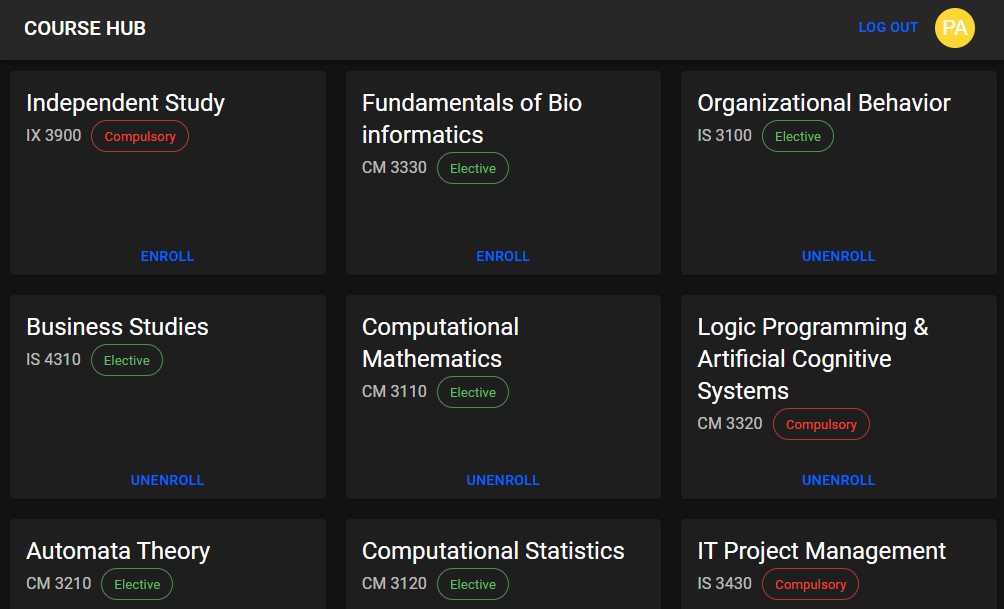 COURSE HUB
LOG OUT
PA
Independent Study
IX 3900 Compulsory
ENROLL
Fundamentals of Bio
informatics
CM 3330 Elective
ENROLL
Organizational Behavior
IS 3100 Elective
UNENROLL
Business Studies
IS 4310 Elective
UNENROLL
Computational
Mathematics
CM 3110 Elective
UNENROLL
Logic Programming &
Artificial Cognitive
Systems
CM 3320 Compulsory
UNENROLL
Automata Theory
CM 3210 Elective
Computational Statistics
CM 3120 Elective
IT Project Management
IS 3430 Compulsory